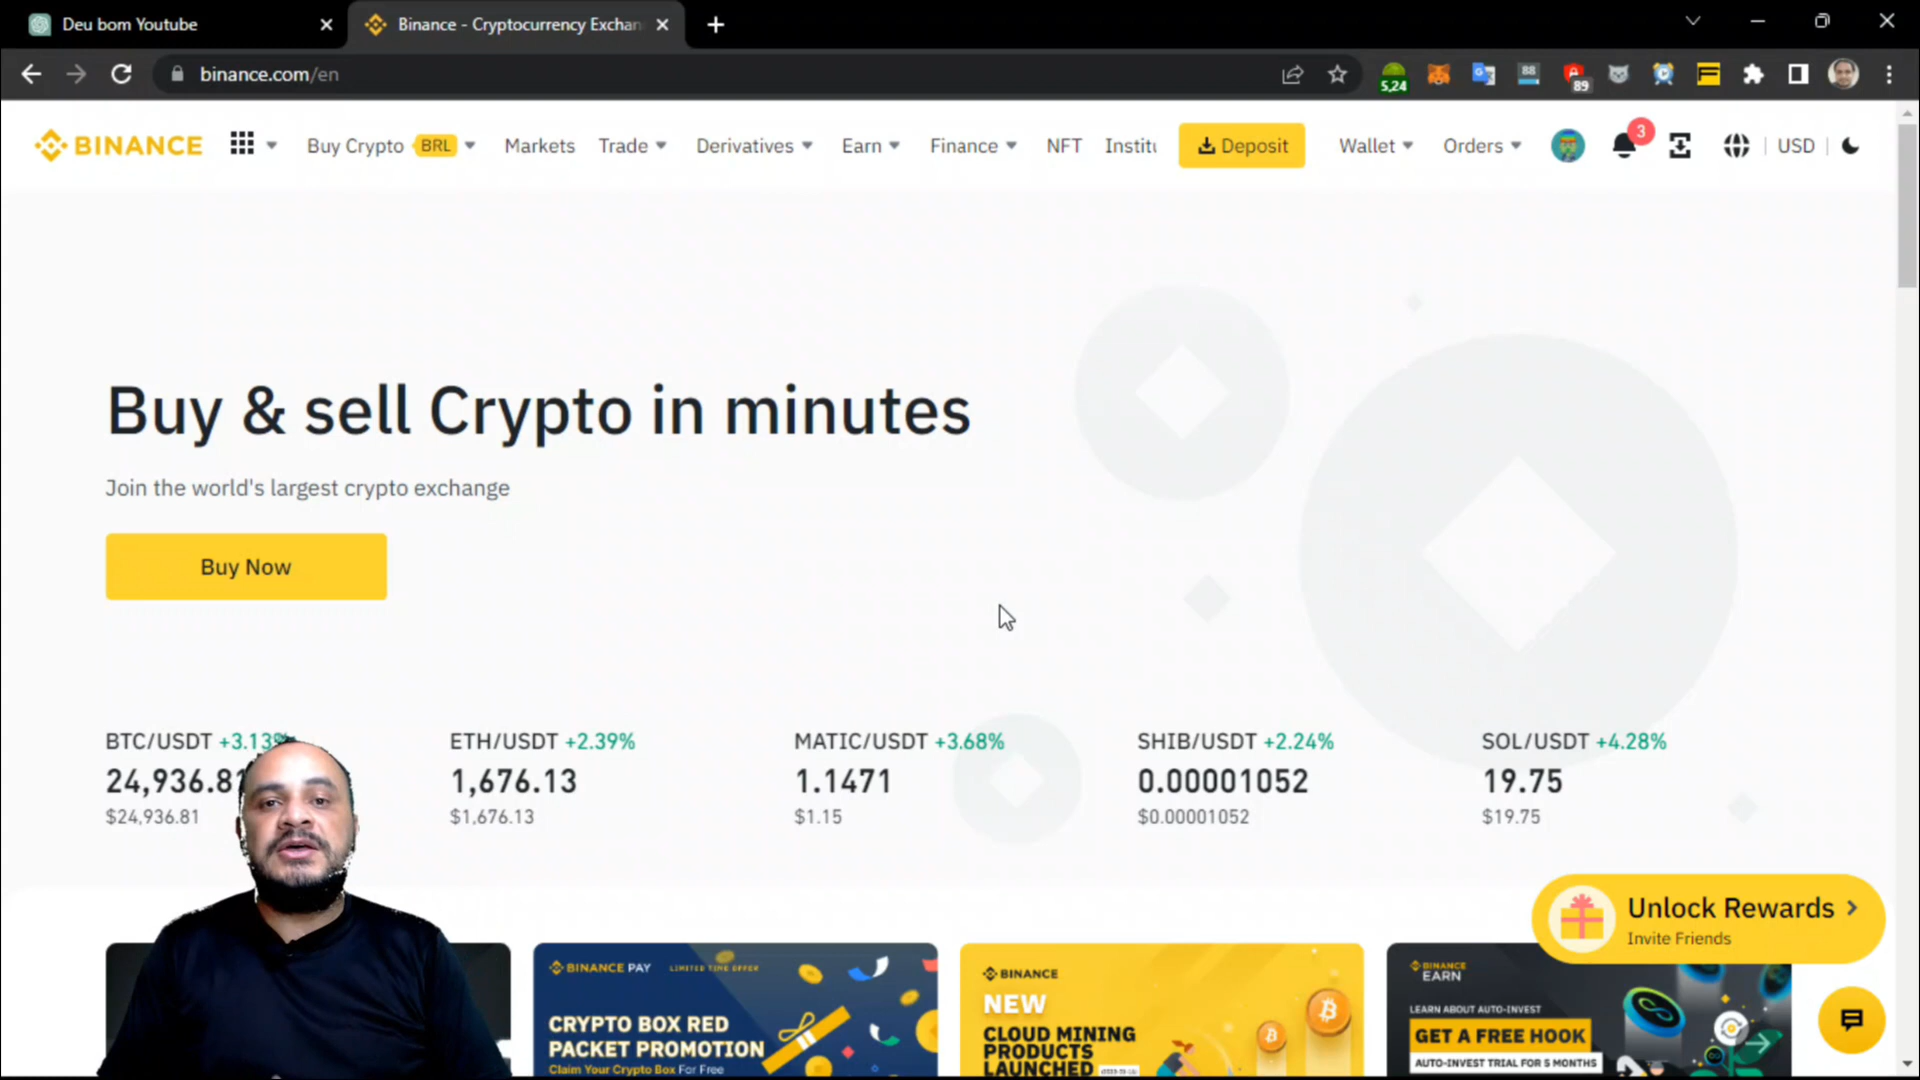 Deu bom Youtube
Binance - Cryptocurrency Exchan
binance.com/en
5,24
88
89
BINANCE
Buy Crypto BRL
Markets
Trade
Derivatives
Earn
Finance
NFT
Institu
Deposit
Wallet
Orders
3
USD
Buy & sell Crypto in minutes
Join the world's largest crypto exchange
Buy Now
BTC/USDT +3.13%
24,936.81
$24,936.81
ETH/USDT +2.39%
1,676.13
$1,676.13
MATIC/USDT +3.68%
1.1471
$1.15
SHIB/USDT +2.24%
0.00001052
$0.00001052
SOL/USDT +4.28%
19.75
$19.75
Unlock Rewards
Invite Friends
BINANCE PAY LIMITED TIME OFFER
CRYPTO BOX RED
PACKET PROMOTION
Claim Your Crypto Box For Free
BINANCE
NEW
CLOUD MINING
PRODUCTS
LAUNCHED
BINANCE
EARN
LEARN ABOUT AUTO-INVEST
GET A FREE HOOK
AUTO-INVEST TRIAL FOR 5 MONTHS